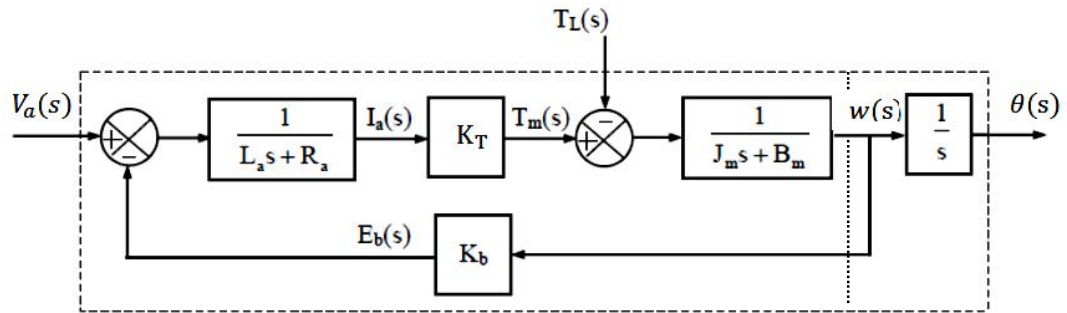 T_L(s)
V_a(s)
+
−
1
L_a s + R_a
I_a(s)
K_T
T_m(s)
+
−
1
J_m s + B_m
w(s)
1
s
θ(s)
E_b(s)
K_b